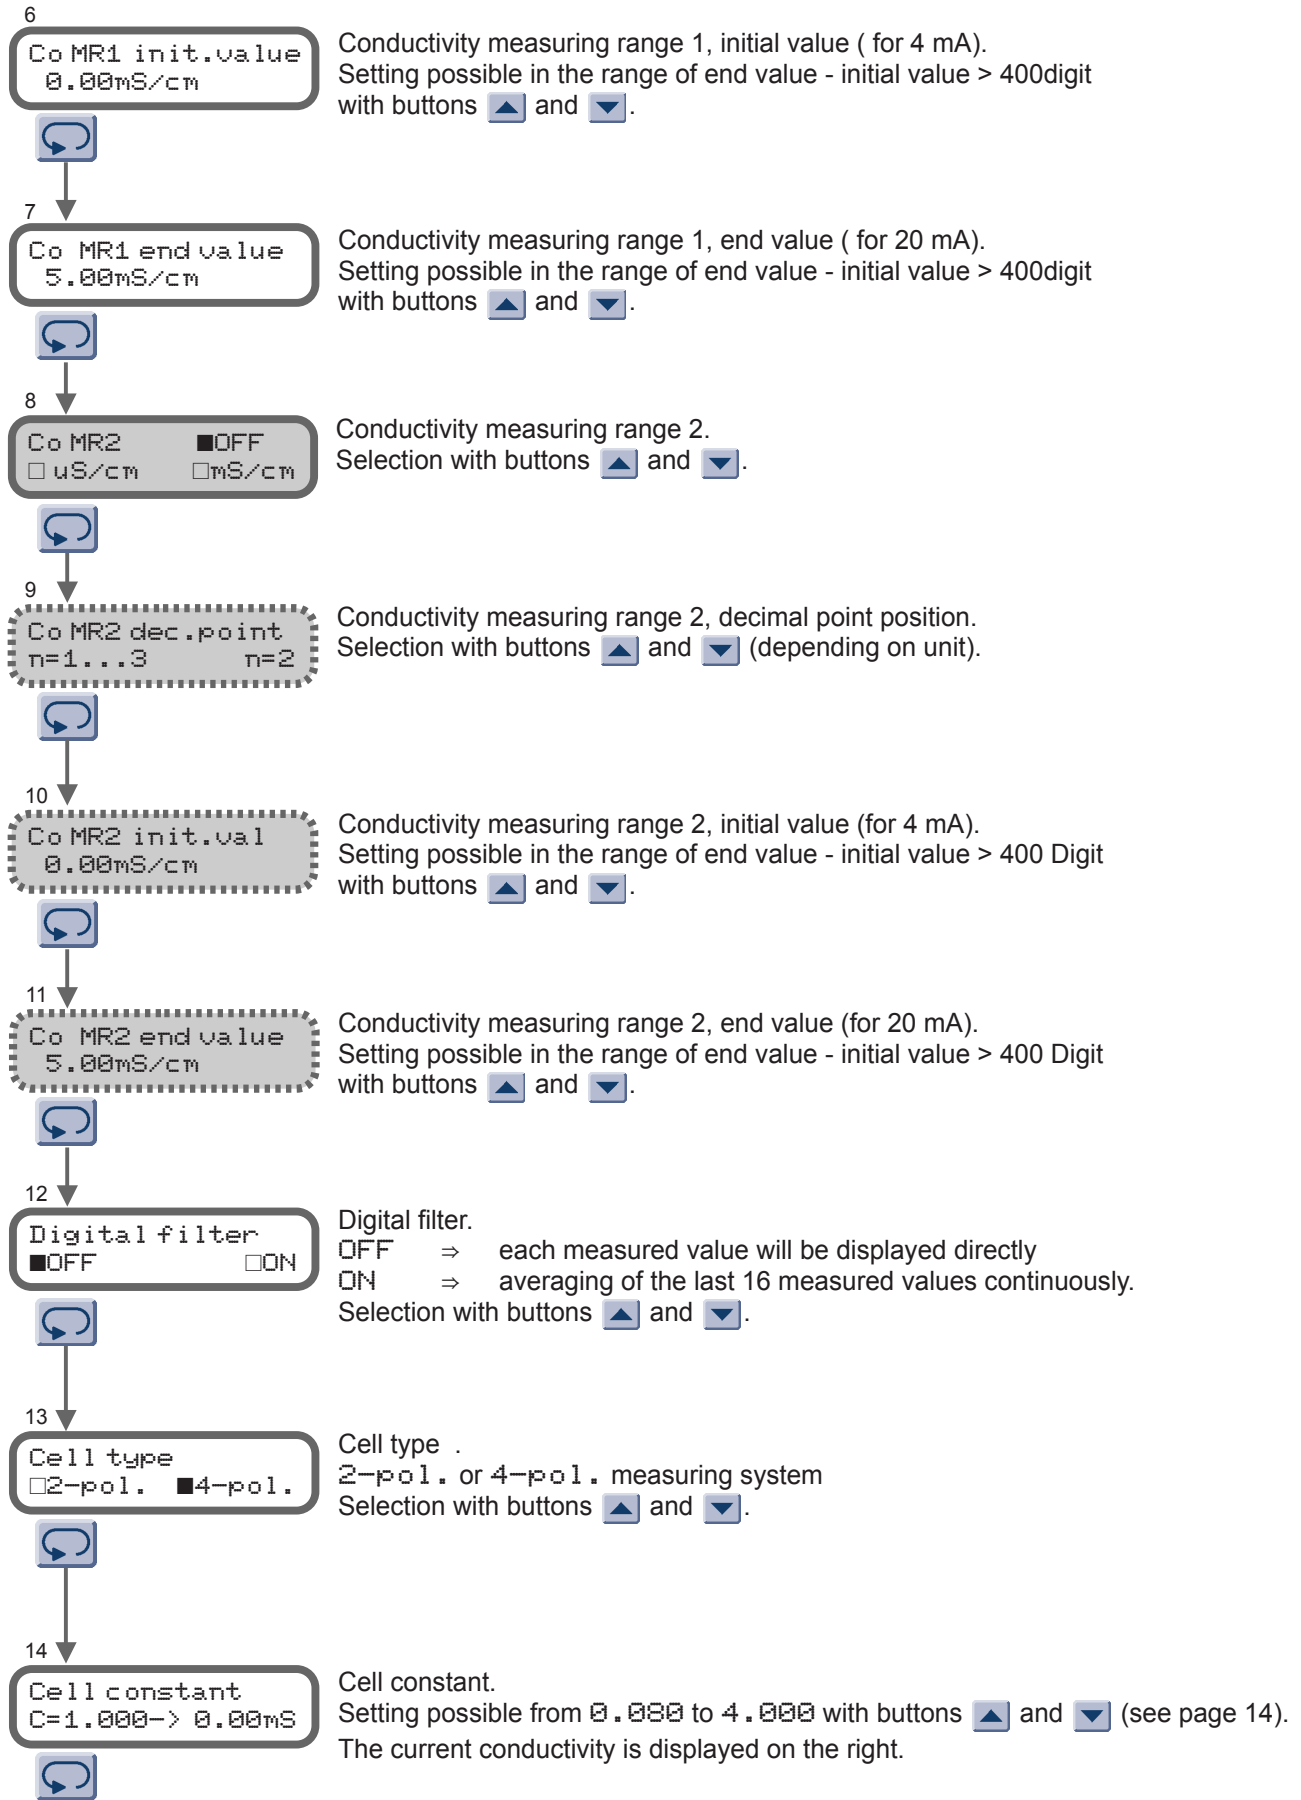 6
Co MR1 init.value
0.00mS/cm
Conductivity measuring range 1, initial value ( for 4 mA).
Setting possible in the range of end value - initial value > 400digit
with buttons ▲ and ▼.
7
Co MR1 end value
5.00mS/cm
Conductivity measuring range 1, end value ( for 20 mA).
Setting possible in the range of end value - initial value > 400digit
with buttons ▲ and ▼.
8
Co MR2 ■OFF
□ uS/cm □mS/cm
Conductivity measuring range 2.
Selection with buttons ▲ and ▼.
9
Co MR2 dec.point
n=1...3 n=2
Conductivity measuring range 2, decimal point position.
Selection with buttons ▲ and ▼ (depending on unit).
10
Co MR2 init.val
0.00mS/cm
Conductivity measuring range 2, initial value (for 4 mA).
Setting possible in the range of end value - initial value > 400 Digit
with buttons ▲ and ▼.
11
Co MR2 end value
5.00mS/cm
Conductivity measuring range 2, end value (for 20 mA).
Setting possible in the range of end value - initial value > 400 Digit
with buttons ▲ and ▼.
12
Digital filter
■OFF □ON
Digital filter.
OFF ⇒ each measured value will be displayed directly
ON ⇒ averaging of the last 16 measured values continuously.
Selection with buttons ▲ and ▼.
13
Cell type
□2-pol. ■4-pol.
Cell type .
2-pol. or 4-pol. measuring system
Selection with buttons ▲ and ▼.
14
Cell constant
C=1.000-> 0.00mS
Cell constant.
Setting possible from 0.080 to 4.000 with buttons ▲ and ▼ (see page 14).
The current conductivity is displayed on the right.